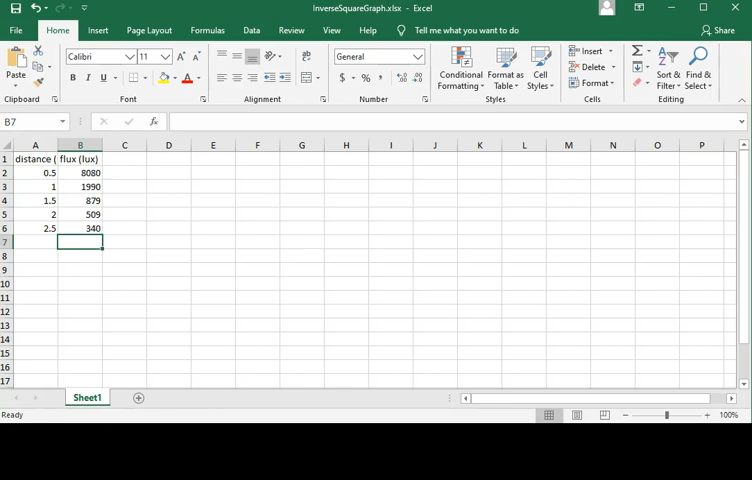 InverseSquareGraph.xlsx - Excel
File Home Insert Page Layout Formulas Data Review View Help Tell me what you want to do Share
Calibri 11 General
Paste
B I U
$ % ,
Conditional Formatting
Format as Table
Cell Styles
Insert
Delete
Format
Sort & Filter
Find & Select
Clipboard Font Alignment Number Styles Cells Editing
B7 fx
A B C D E F G H I J K L M N O P
1 distance ( flux (lux)
2 0.5 8080
3 1 1990
4 1.5 879
5 2 509
6 2.5 340
7
8
9
10
11
12
13
14
15
16
17
Sheet1
Ready 100%